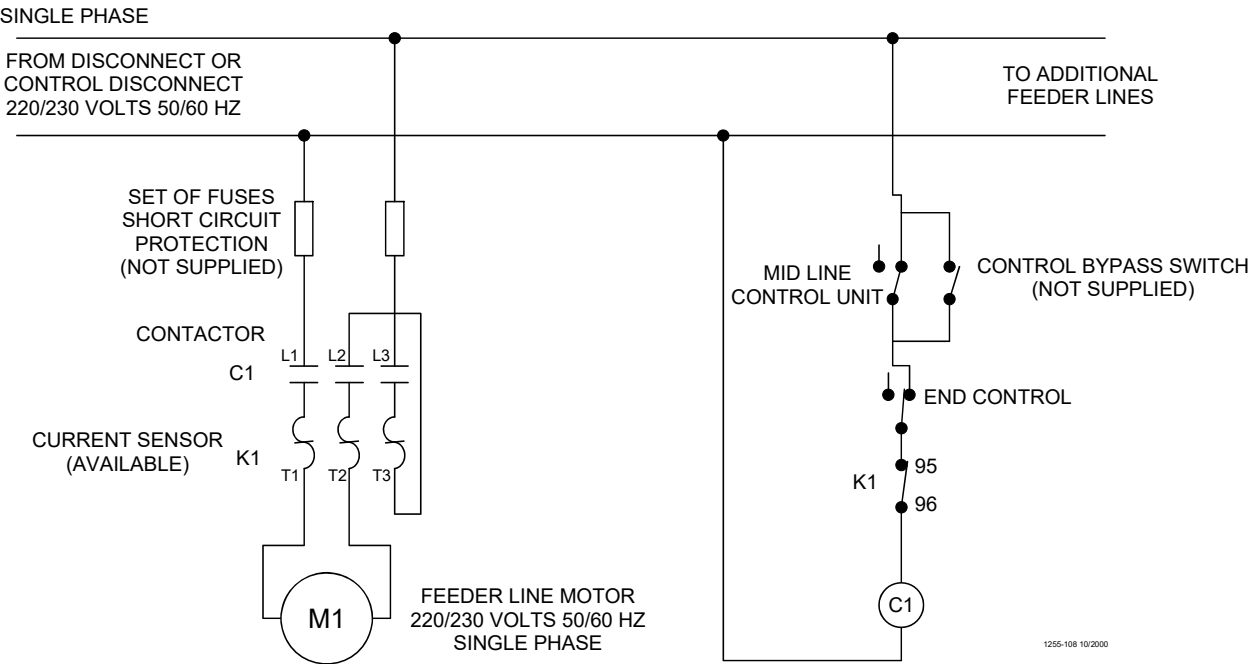 SINGLE PHASE
FROM DISCONNECT OR
CONTROL DISCONNECT
220/230 VOLTS 50/60 HZ
TO ADDITIONAL
FEEDER LINES
SET OF FUSES
SHORT CIRCUIT
PROTECTION
(NOT SUPPLIED)
MID LINE
CONTROL UNIT
CONTROL BYPASS SWITCH
(NOT SUPPLIED)
CONTACTOR
C1
L1
L2
L3
END CONTROL
CURRENT SENSOR
(AVAILABLE)
K1
T1
T2
T3
K1
95
96
M1
FEEDER LINE MOTOR
220/230 VOLTS 50/60 HZ
SINGLE PHASE
C1
1255-108 10/2000